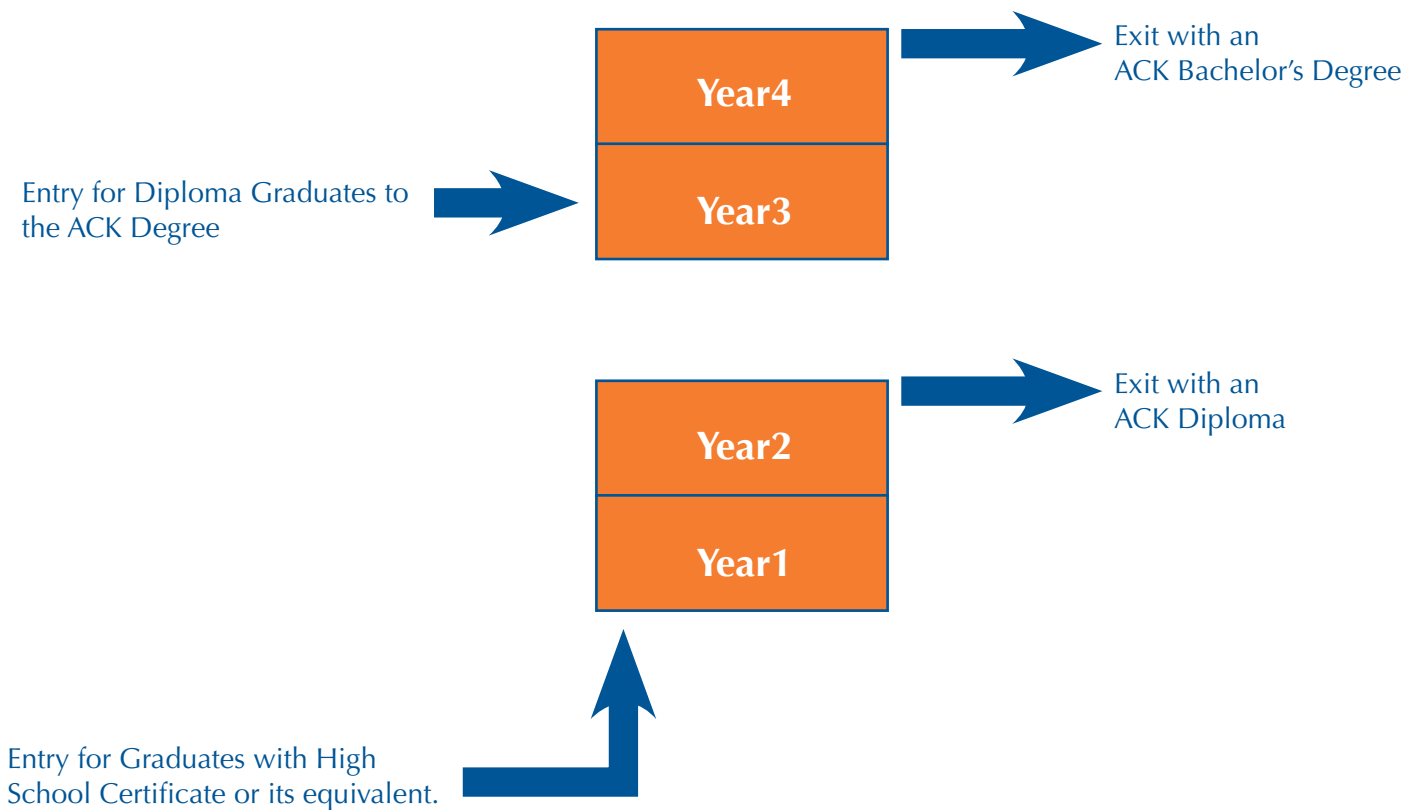 Exit with an
ACK Bachelor's Degree
Year4
Entry for Diploma Graduates to
the ACK Degree
Year3
Exit with an
ACK Diploma
Year2
Year1
Entry for Graduates with High
School Certificate or its equivalent.